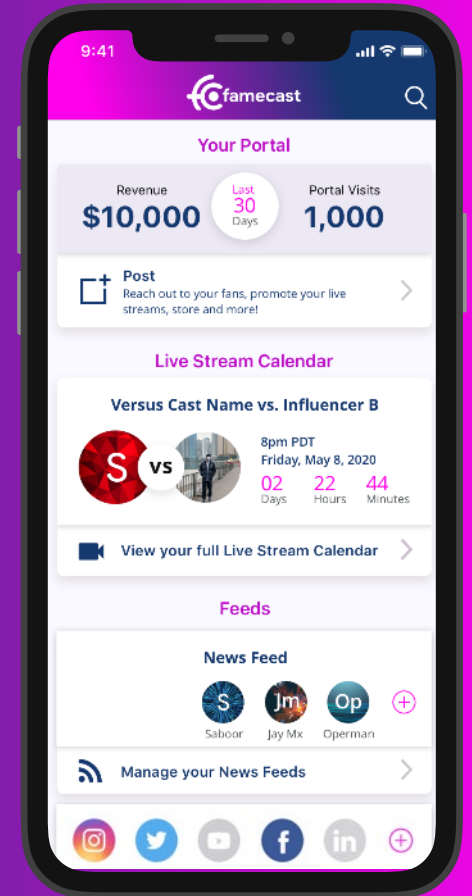 9:41
famecast
Your Portal
Revenue
$10,000
Last
30
Days
Portal Visits
1,000
Post
Reach out to your fans, promote your live
streams, store and more!
Live Stream Calendar
Versus Cast Name vs. Influencer B
S
VS
8pm PDT
Friday, May 8, 2020
02 22 44
Days Hours Minutes
View your full Live Stream Calendar
Feeds
News Feed
S Jm Op
Saboor Jay Mx Operman
Manage your News Feeds
f in